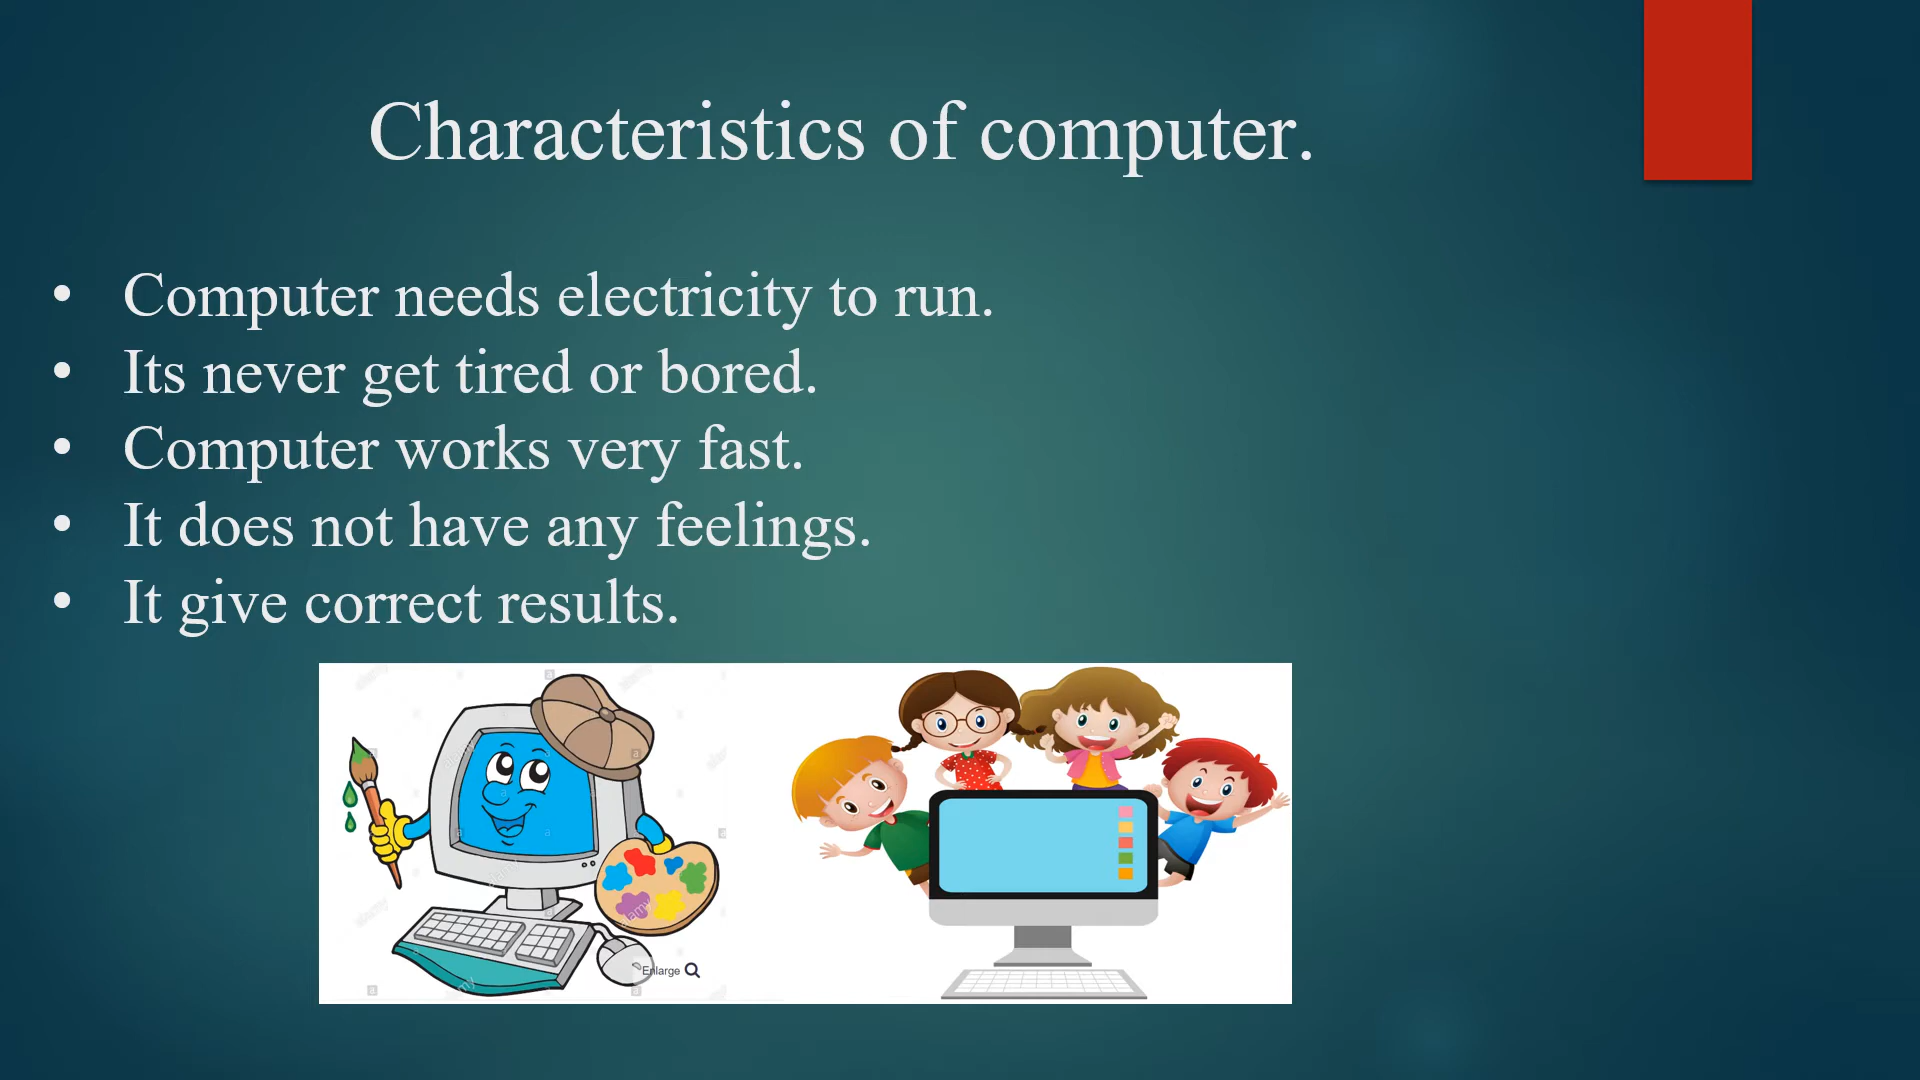 Characteristics of computer.
• Computer needs electricity to run.
• Its never get tired or bored.
• Computer works very fast.
• It does not have any feelings.
• It give correct results.
Enlarge